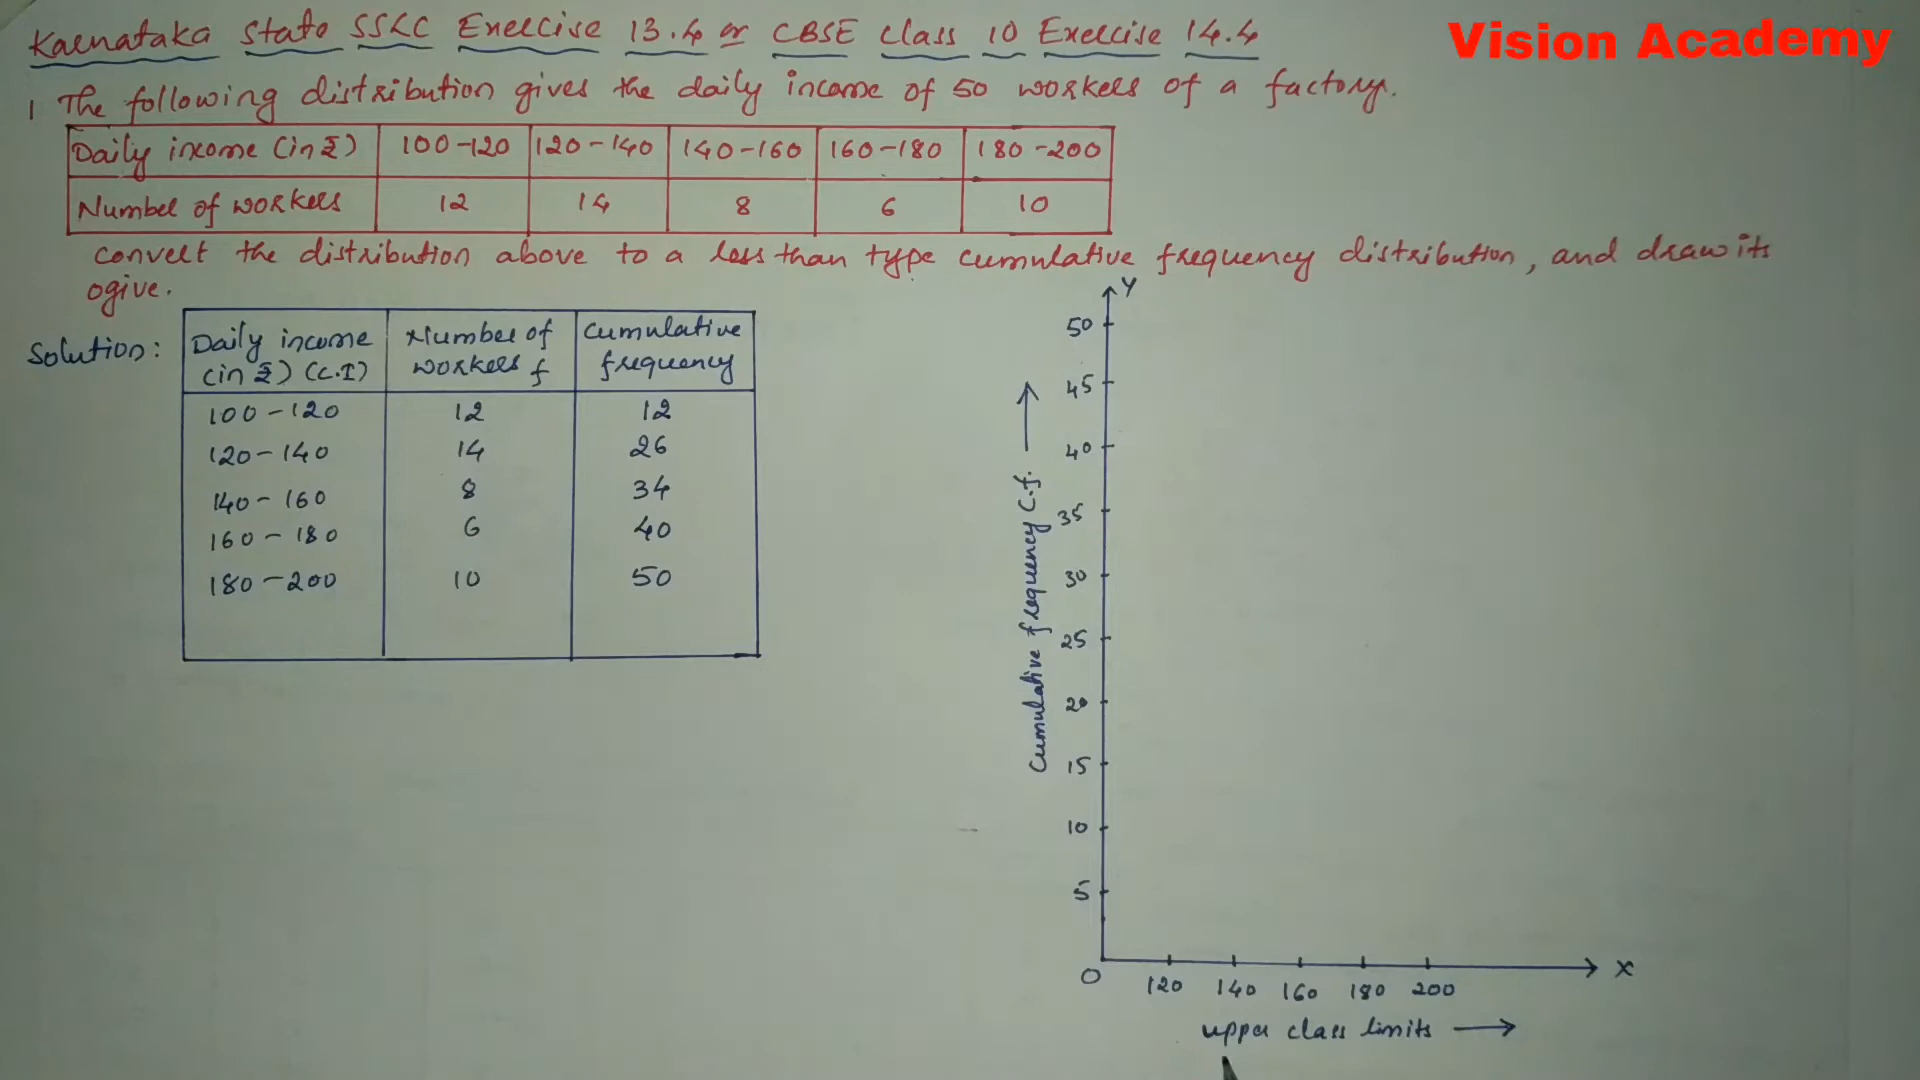 Karnataka State SSLC Exercise 13.4 or CBSE class 10 Exercise 14.4
Vision Academy
1 The following distribution gives the daily income of 50 workers of a factory.
Daily income (in ₹) 100-120 120-140 140-160 160-180 180-200
Number of workers 12 14 8 6 10
convert the distribution above to a less than type cumulative frequency distribution, and draw its
ogive.
Solution:
Daily income Number of Cumulative
(in ₹) (C.I) workers f frequency
100-120 12 12
120-140 14 26
140-160 8 34
160-180 6 40
180-200 10 50
Y
50
45
40
35
30
25
20
15
10
5
Cumulative frequency C.f.
0 120 140 160 180 200 X
upper class limits